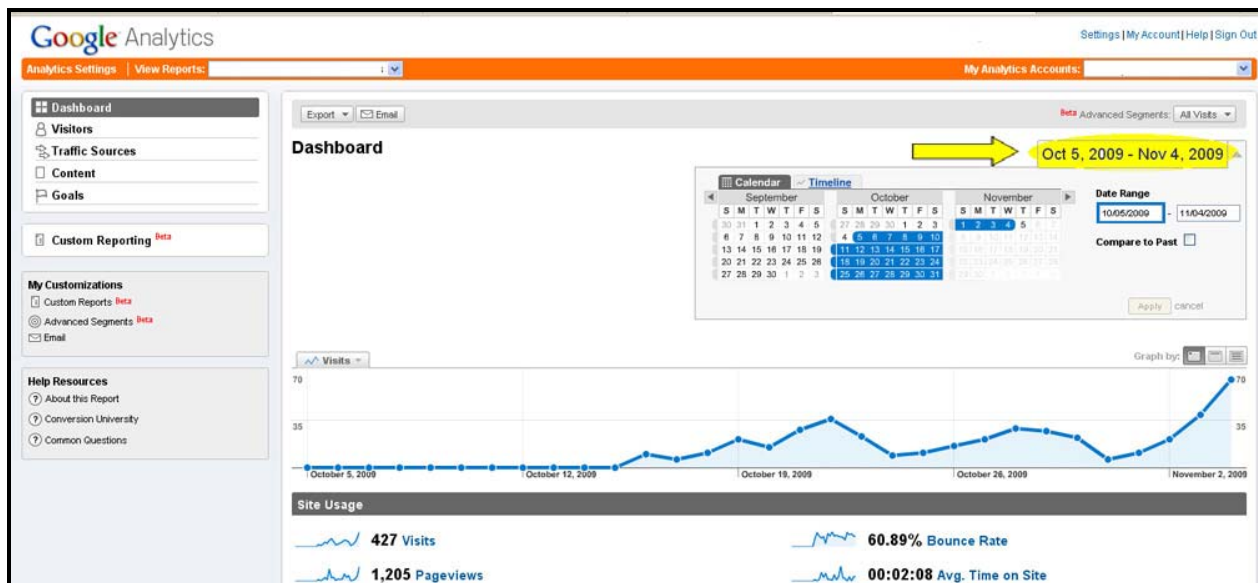 Google Analytics
Settings | My Account | Help | Sign Out
Analytics Settings | View Reports:
My Analytics Accounts:
Dashboard
Visitors
Traffic Sources
Content
Goals
Custom Reporting Beta
My Customizations
Custom Reports Beta
Advanced Segments Beta
Email
Help Resources
About this Report
Conversion University
Common Questions
Export Email
Beta Advanced Segments: All Visits
Dashboard
Oct 5, 2009 - Nov 4, 2009
Calendar Timeline
September October November
S M T W T F S S M T W T F S S M T W T F S
30 31 1 2 3 4 5 27 28 29 30 1 2 3 1 2 3 4 5 6 7
6 7 8 9 10 11 12 4 5 6 7 8 9 10
13 14 15 16 17 18 19 11 12 13 14 15 16 17
20 21 22 23 24 25 26 18 19 20 21 22 23 24
27 28 29 30 1 2 3 25 26 27 28 29 30 31
Date Range
10/05/2009 - 11/04/2009
Compare to Past
Apply cancel
Visits
Graph by:
70 70
35 35
October 5, 2009 October 12, 2009 October 19, 2009 October 26, 2009 November 2, 2009
Site Usage
427 Visits
60.89% Bounce Rate
1,205 Pageviews
00:02:08 Avg. Time on Site